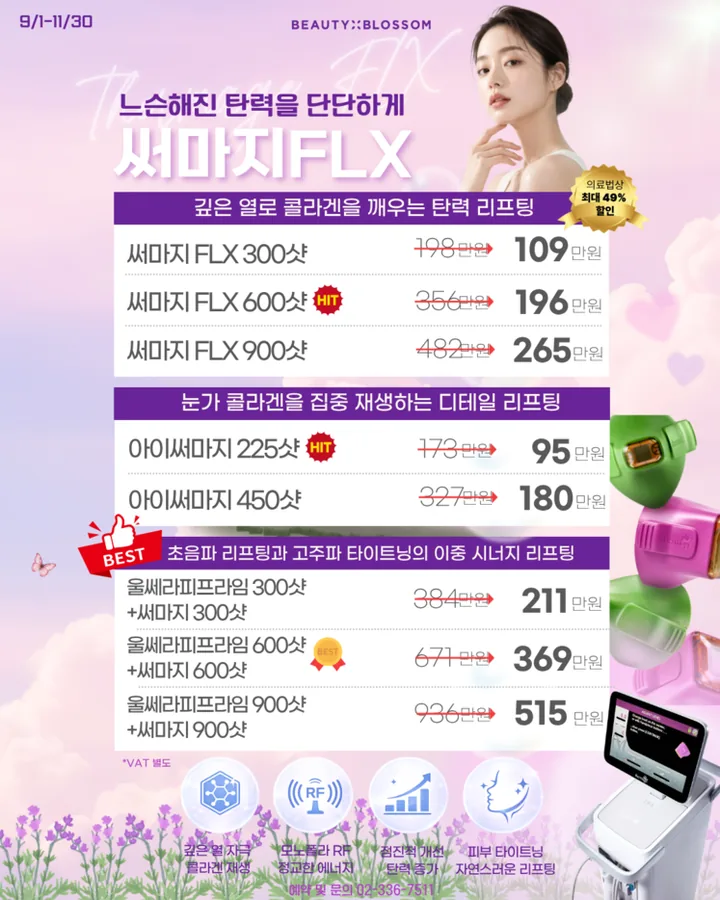 9/1-11/30
BEAUTY BLOSSOM
Thermage FLX
느슨해진 탄력을 단단하게
써마지FLX
의료법상
최대 49%
할인
깊은 열로 콜라겐을 깨우는 탄력 리프팅
써마지 FLX 300샷 198만원 109만원
써마지 FLX 600샷 HIT 356만원 196만원
써마지 FLX 900샷 482만원 265만원
눈가 콜라겐을 집중 재생하는 디테일 리프팅
아이써마지 225샷 HIT 173만원 95만원
아이써마지 450샷 327만원 180만원
BEST
초음파 리프팅과 고주파 타이트닝의 이중 시너지 리프팅
울쎄라피프라임 300샷
+써마지 300샷 384만원 211만원
울쎄라피프라임 600샷
+써마지 600샷 BEST 671만원 369만원
울쎄라피프라임 900샷
+써마지 900샷 936만원 515만원
*VAT 별도
RF
깊은 열 자극
콜라겐 재생
모노폴라 RF
정교한 에너지
점진적 개선
탄력 증가
피부 타이트닝
자연스러운 리프팅
예약 및 문의 02-336-7511